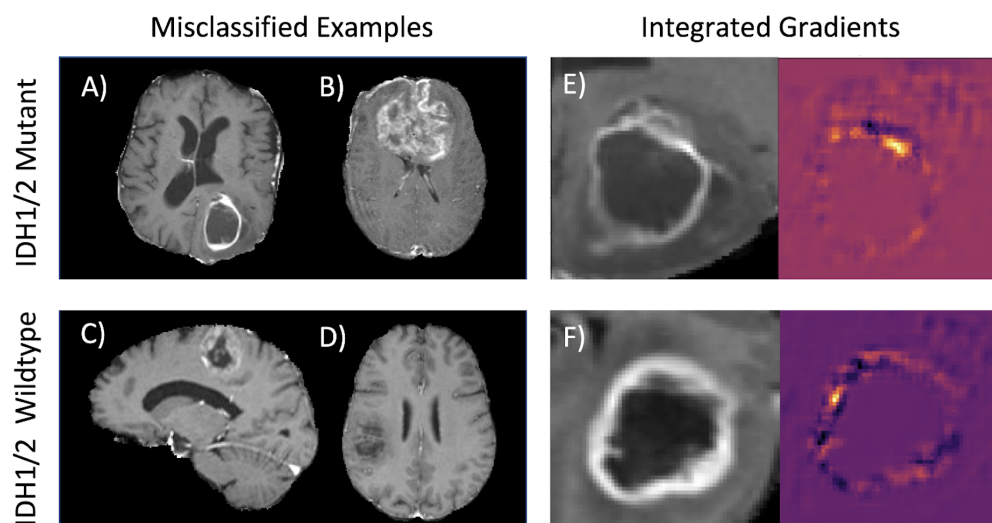 Misclassified Examples
Integrated Gradients
IDH1/2 Mutant
A)
B)
E)
IDH1/2 Wildtype
C)
D)
F)